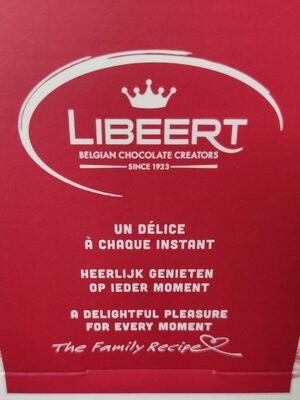 LIBEERT
BELGIAN CHOCOLATE CREATORS
SINCE 1923
UN DÉLICE
À CHAQUE INSTANT
HEERLIJK GENIETEN
OP IEDER MOMENT
A DELIGHTFUL PLEASURE
FOR EVERY MOMENT
The Family Recipe